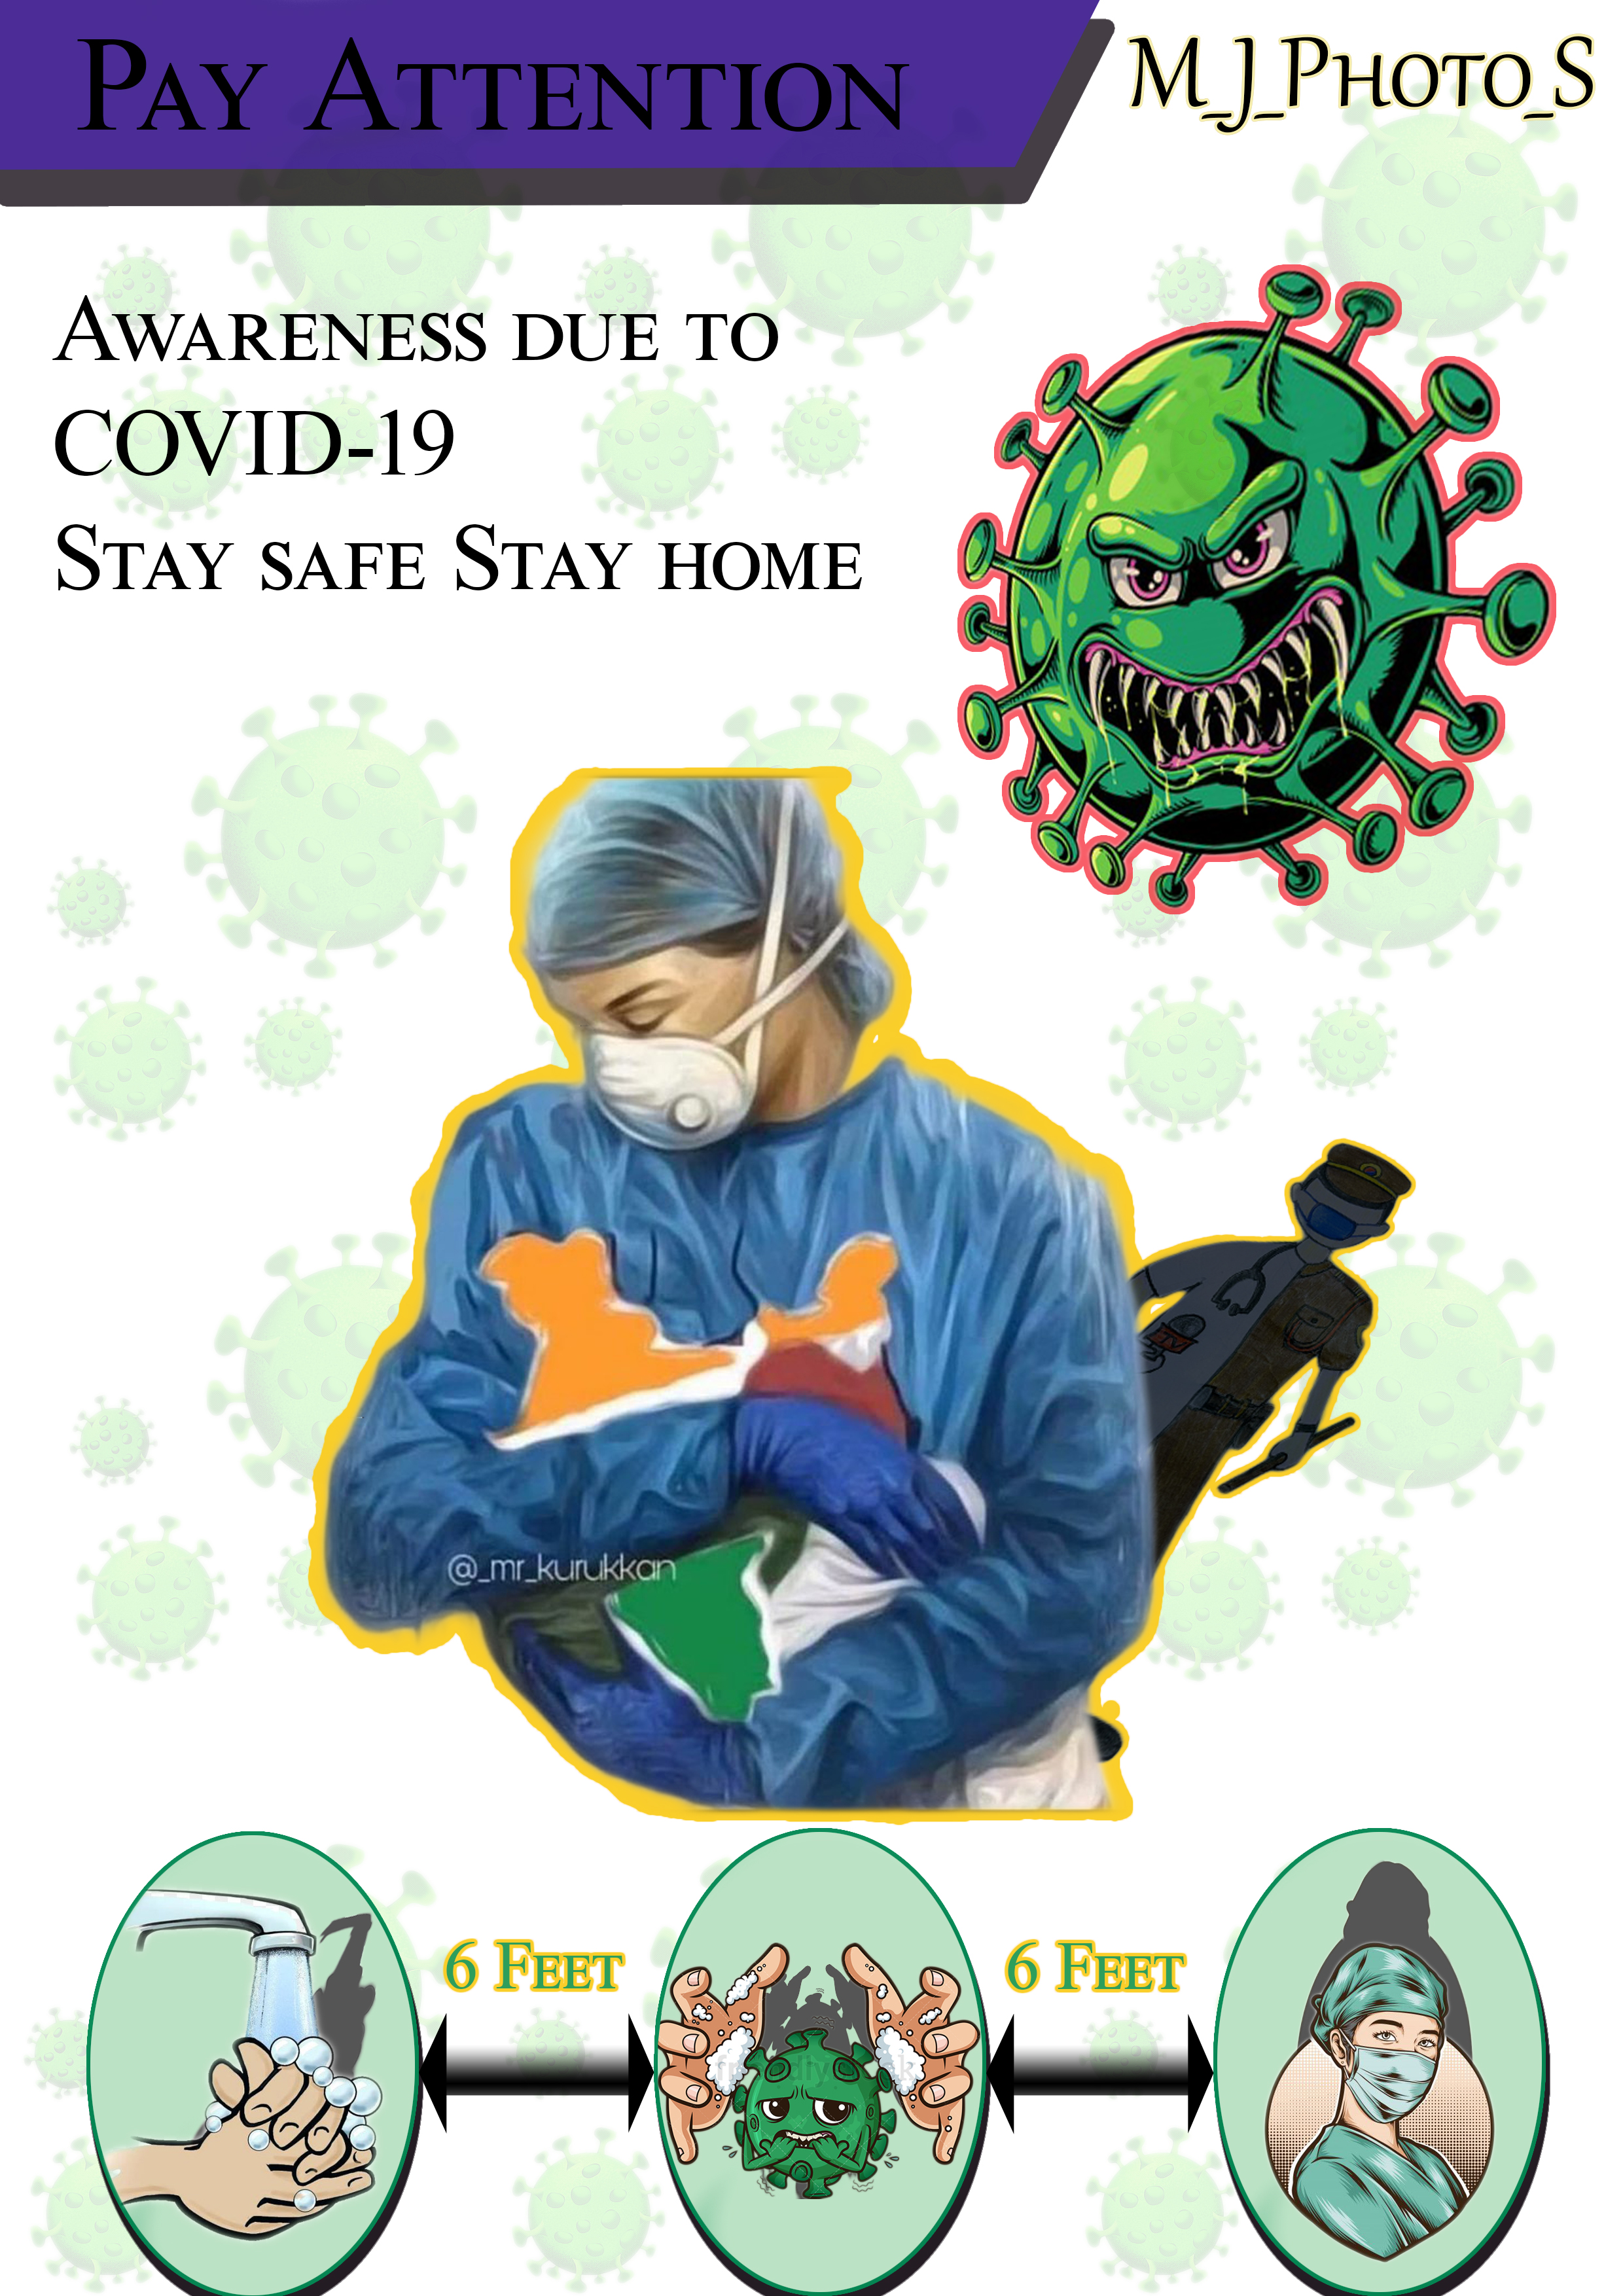 Pay Attention
M_J_Photo_S
Awareness due to
COVID-19
Stay safe Stay home
@_mr_kurukkan
6 Feet
6 Feet